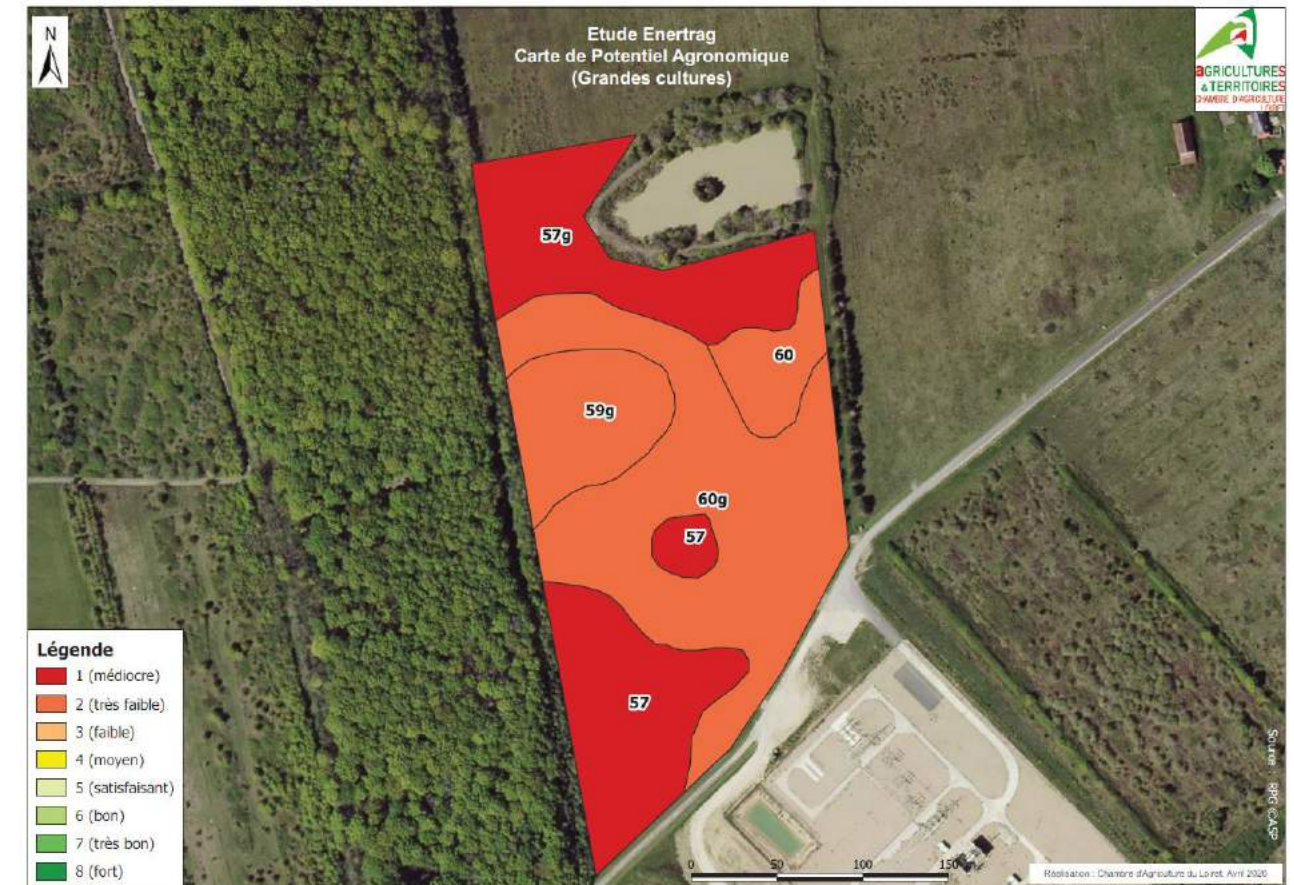 N
Etude Enertrag
Carte de Potentiel Agronomique
(Grandes cultures)
AGRICULTURES
& TERRITOIRES
CHAMBRE D'AGRICULTURE
LOIRET
57g
60
59g
60g
57
57
Légende
1 (médiocre)
2 (très faible)
3 (faible)
4 (moyen)
5 (satisfaisant)
6 (bon)
7 (très bon)
8 (fort)
0 50 100 150
Source : RPG ©ASP
Réalisation : Chambre d'Agriculture du Loiret, Avril 2020